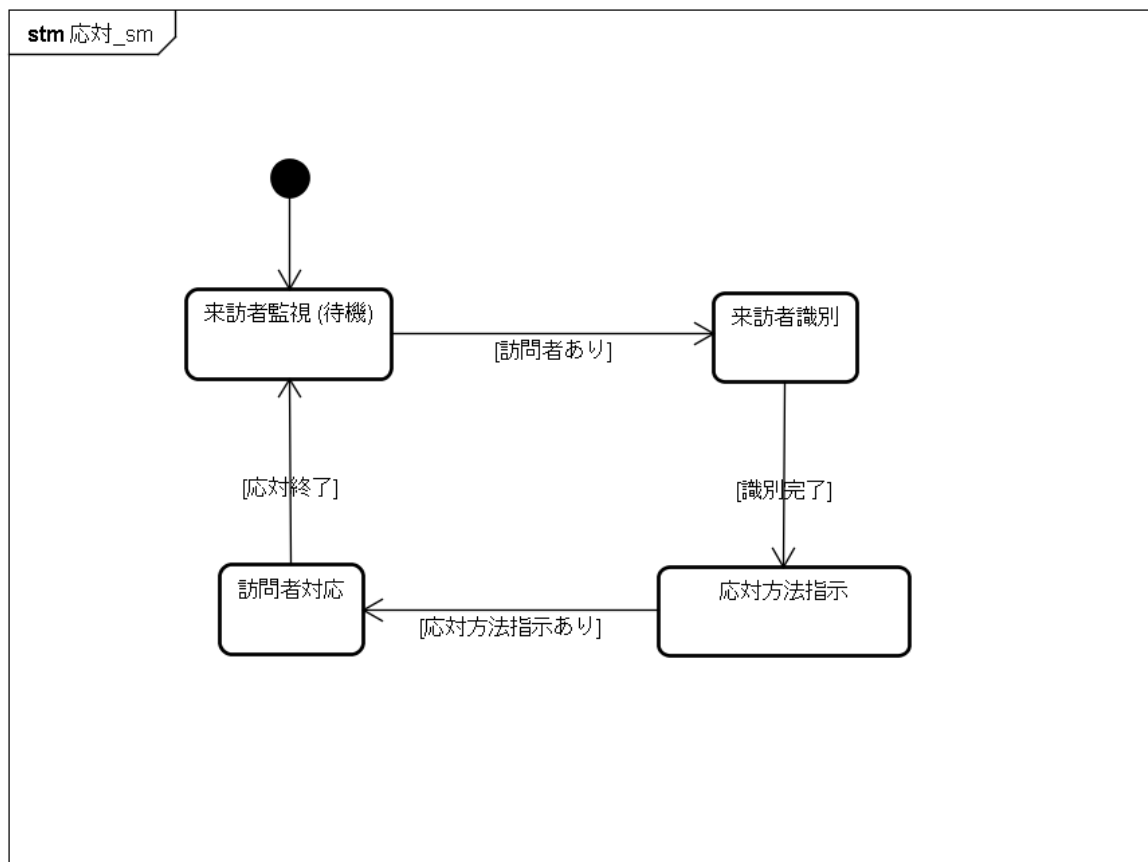 stm 応対_sm
来訪者監視 (待機)
来訪者識別
[訪問者あり]
[応対終了]
[識別完了]
訪問者対応
応対方法指示
[応対方法指示あり]